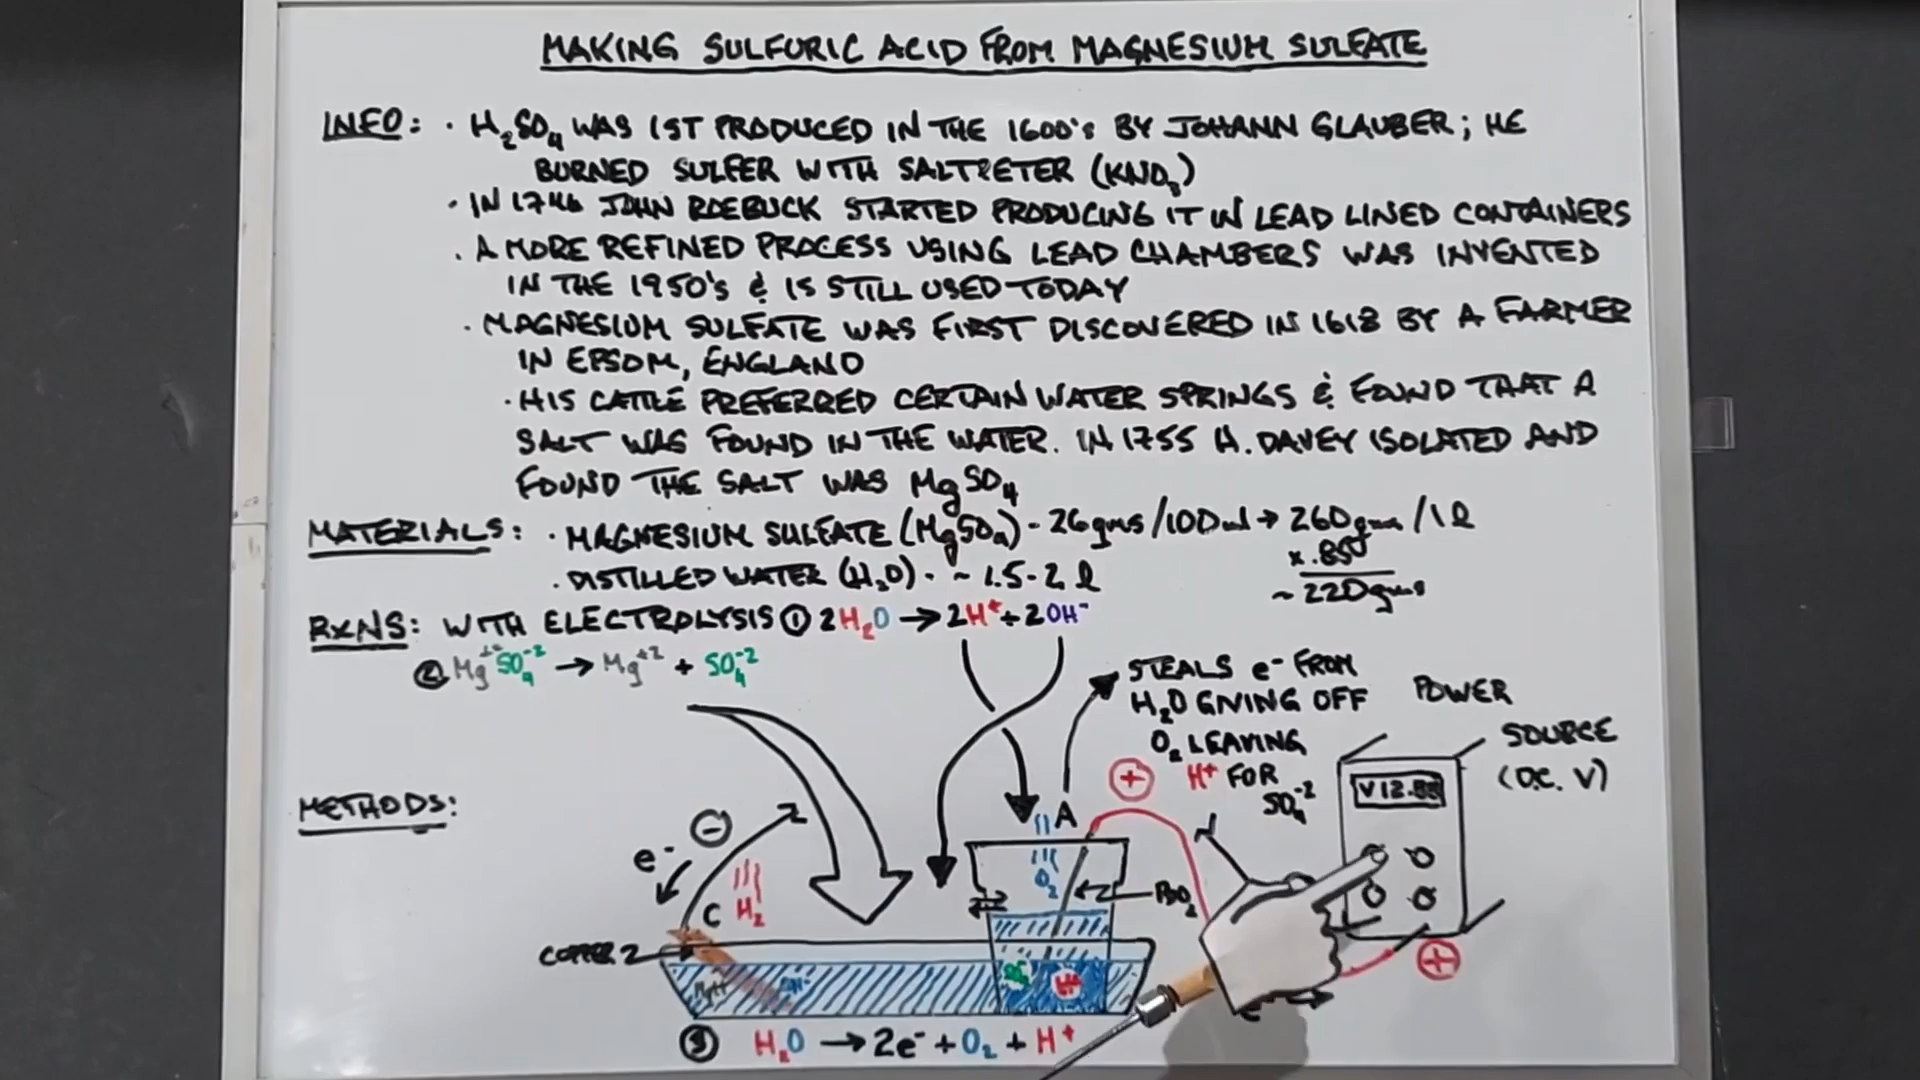 MAKING SULFURIC ACID FROM MAGNESIUM SULFATE
INFO: · H₂SO₄ WAS 1ST PRODUCED IN THE 1600's BY JOHANN GLAUBER; HE
BURNED SULFER WITH SALTPETER (KNO₃)
· IN 1746 JOHN ROEBUCK STARTED PRODUCING IT IN LEAD LINED CONTAINERS
· A MORE REFINED PROCESS USING LEAD CHAMBERS WAS INVENTED
IN THE 1950's & IS STILL USED TODAY
· MAGNESIUM SULFATE WAS FIRST DISCOVERED IN 1618 BY A FARMER
IN EPSOM, ENGLAND
· HIS CATTLE PREFERRED CERTAIN WATER SPRINGS & FOUND THAT A
SALT WAS FOUND IN THE WATER. IN 1755 H. DAVEY ISOLATED AND
FOUND THE SALT WAS MgSO₄
MATERIALS: · MAGNESIUM SULFATE (MgSO₄) - 26gms/100ml → 260gms/1l
x .850
· DISTILLED WATER (H₂O) · ~ 1.5-2 l
~220gms
RXNS: WITH ELECTROLYSIS ① 2H₂O → 2H⁺ + 2OH⁻
② Mg⁺²SO₄⁻² → Mg⁺² + SO₄⁻²
STEALS e⁻ FROM
H₂O GIVING OFF
O₂ LEAVING
H⁺ FOR
SO₄⁻²
POWER
SOURCE
(D.C. V)
METHODS:
V12.
+
A
−
e⁻
C
H₂
O₂
PbO₂
COPPER
H⁺
+
③ H₂O → 2e⁻ + O₂ + H⁺